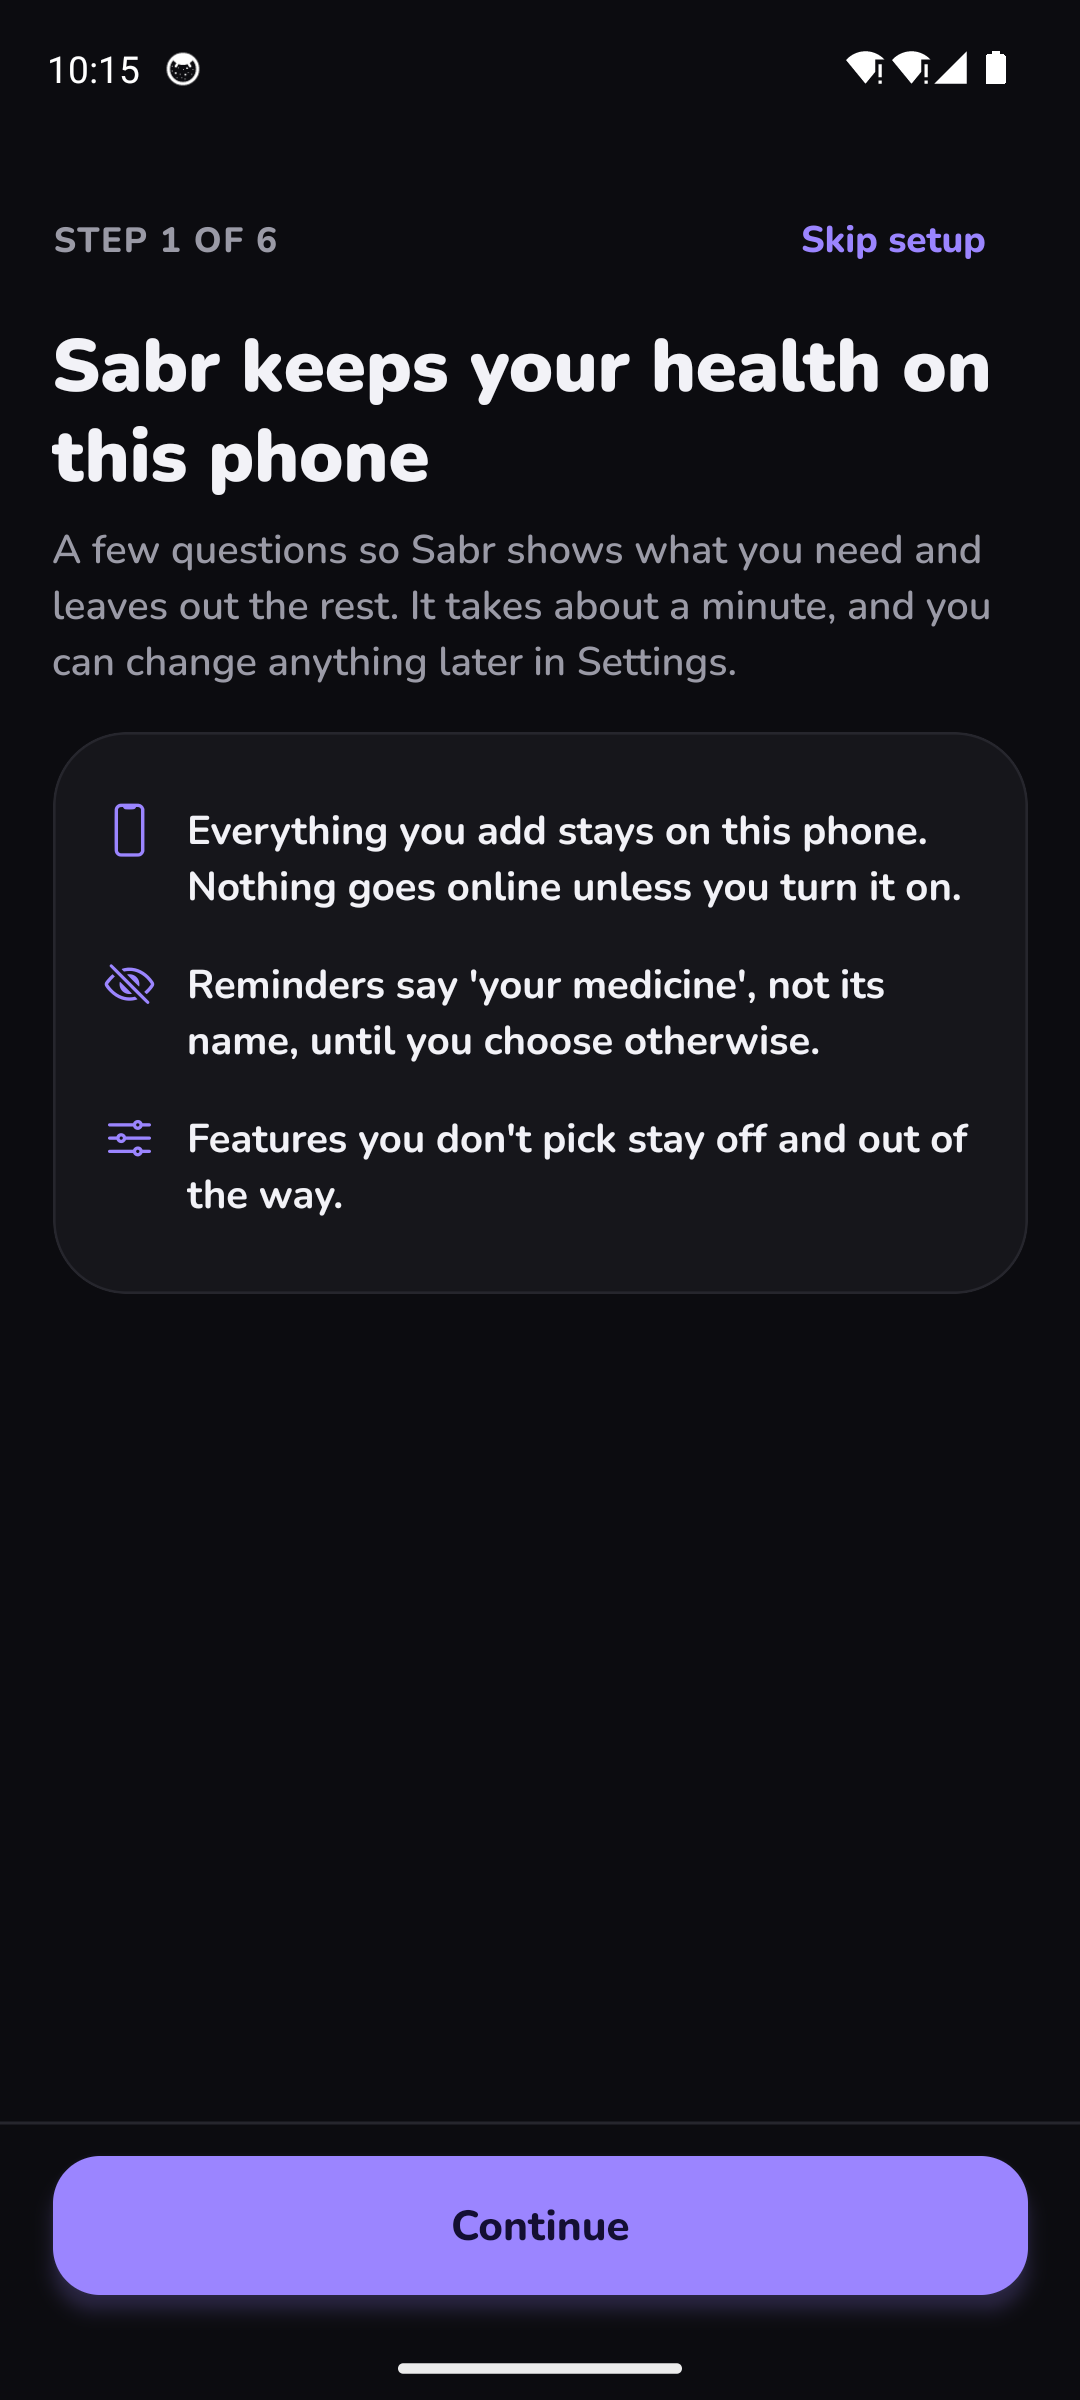 10:15
STEP 1 OF 6
Skip setup
Sabr keeps your health on
this phone
A few questions so Sabr shows what you need and
leaves out the rest. It takes about a minute, and you
can change anything later in Settings.
Everything you add stays on this phone.
Nothing goes online unless you turn it on.
Reminders say 'your medicine', not its
name, until you choose otherwise.
Features you don't pick stay off and out of
the way.
Continue